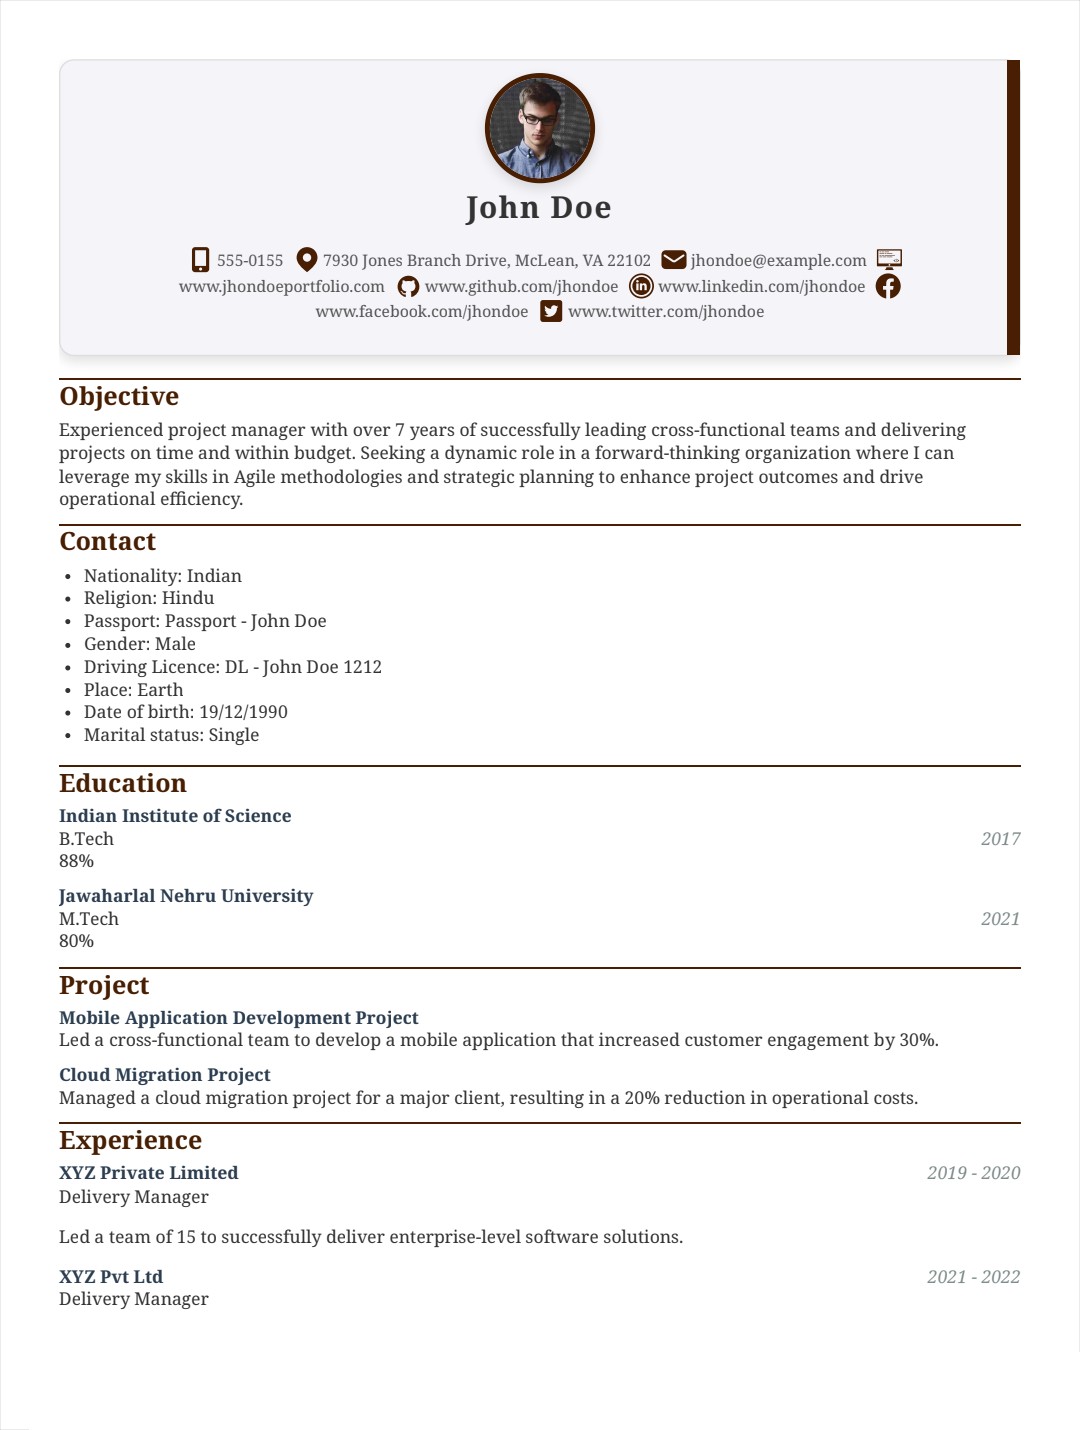 John Doe
555-0155 7930 Jones Branch Drive, McLean, VA 22102 jhondoe@example.com
www.jhondoeportfolio.com www.github.com/jhondoe www.linkedin.com/jhondoe
www.facebook.com/jhondoe www.twitter.com/jhondoe
Objective
Experienced project manager with over 7 years of successfully leading cross-functional teams and delivering
projects on time and within budget. Seeking a dynamic role in a forward-thinking organization where I can
leverage my skills in Agile methodologies and strategic planning to enhance project outcomes and drive
operational efficiency.
Contact
• Nationality: Indian
• Religion: Hindu
• Passport: Passport - John Doe
• Gender: Male
• Driving Licence: DL - John Doe 1212
• Place: Earth
• Date of birth: 19/12/1990
• Marital status: Single
Education
Indian Institute of Science
B.Tech 2017
88%
Jawaharlal Nehru University
M.Tech 2021
80%
Project
Mobile Application Development Project
Led a cross-functional team to develop a mobile application that increased customer engagement by 30%.
Cloud Migration Project
Managed a cloud migration project for a major client, resulting in a 20% reduction in operational costs.
Experience
XYZ Private Limited 2019 - 2020
Delivery Manager
Led a team of 15 to successfully deliver enterprise-level software solutions.
XYZ Pvt Ltd 2021 - 2022
Delivery Manager